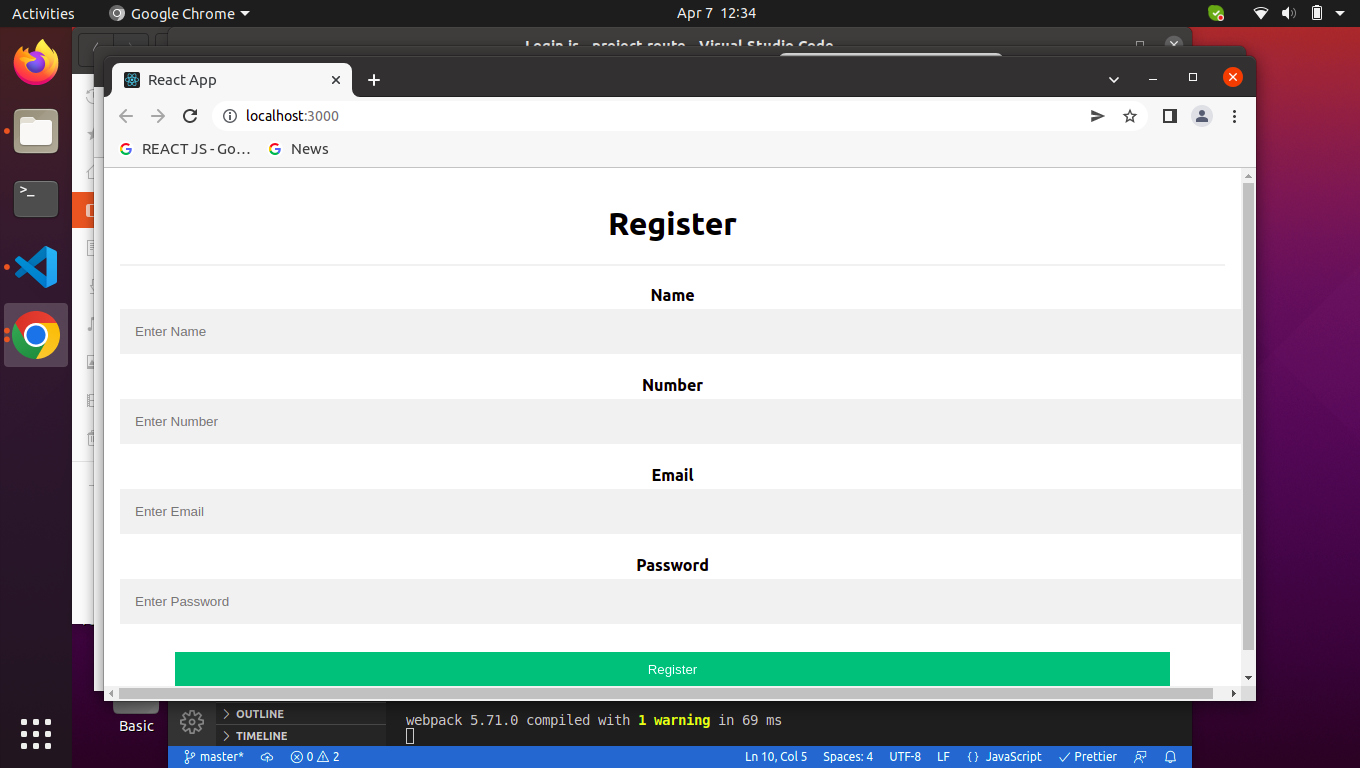 Activities Google Chrome Apr 7 12:34
Login.js - project-route - Visual Studio Code
React App
localhost:3000
REACT JS - Go... News
Register
Name
Enter Name
Number
Enter Number
Email
Enter Email
Password
Enter Password
Register
Basic
OUTLINE
TIMELINE
webpack 5.71.0 compiled with 1 warning in 69 ms
master* 0 2 Ln 10, Col 5 Spaces: 4 UTF-8 LF {} JavaScript Prettier